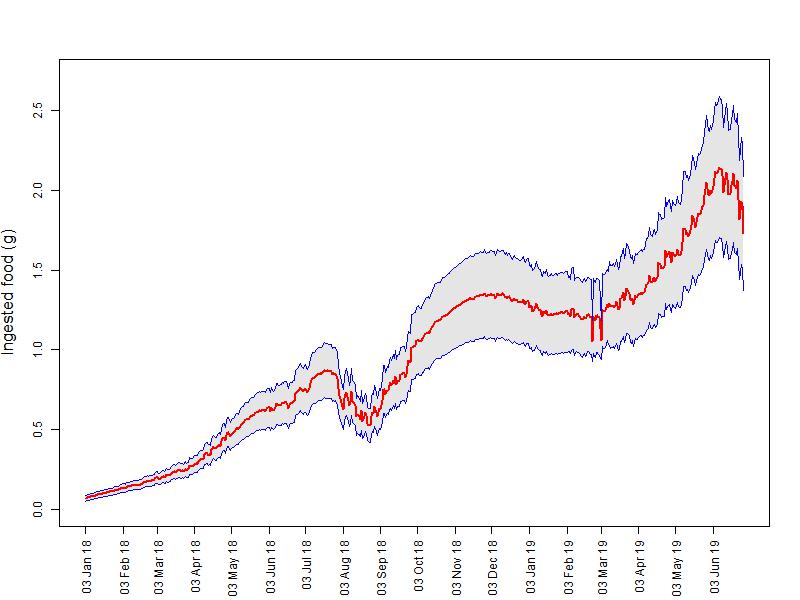 Ingested food (g)
2.5
2.0
1.5
1.0
0.5
0.0
03 Jan 18
03 Feb 18
03 Mar 18
03 Apr 18
03 May 18
03 Jun 18
03 Jul 18
03 Aug 18
03 Sep 18
03 Oct 18
03 Nov 18
03 Dec 18
03 Jan 19
03 Feb 19
03 Mar 19
03 Apr 19
03 May 19
03 Jun 19